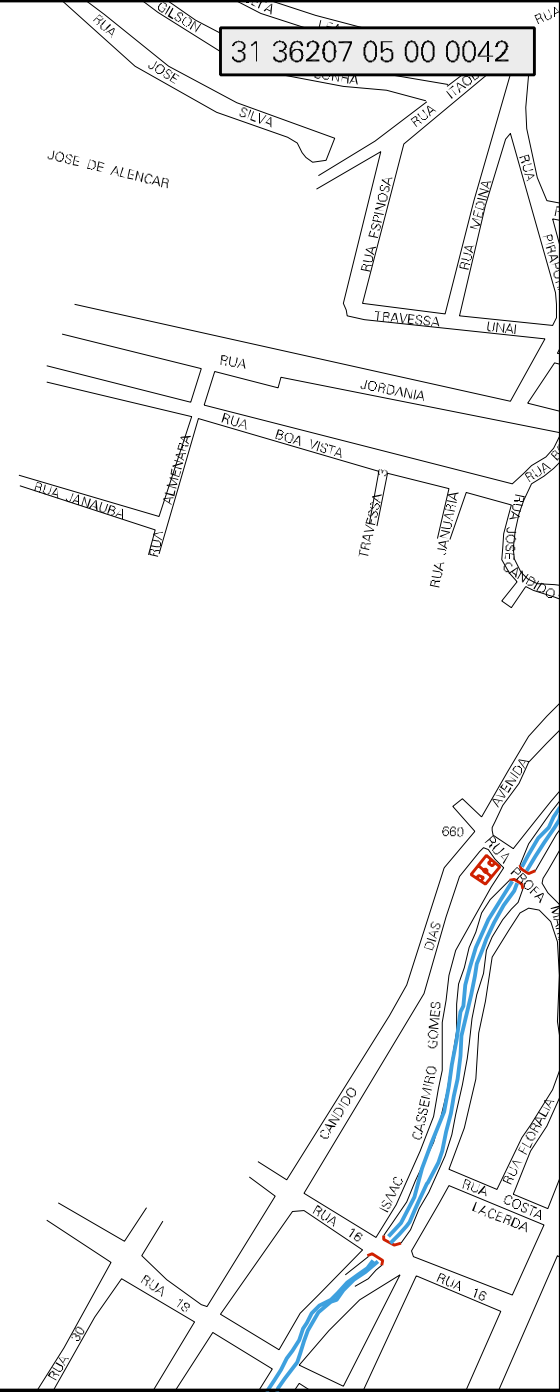 GILSON
RUA
RUA
31 36207 05 00 0042
CUNHA
JOSE
SILVA
RUA
JOSE DE ALENCAR
RUA
RUA ESPINOSA
RUA MEDINA
TRAVESSA
UNAI
RUA
JORDANIA
RUA
BOA VISTA
RUA
ALMENARA
RUA JANAUBA
TRAVESSA
3
RUA JANUARIA
RUA JOSE
CANDIDO
AVENIDA
660
RUA
PROFA
DIAS
GOMES
CASSEMIRO
ISAAC
CANDIDO
RUA FLORALIA
RUA COSTA
LACERDA
RUA 16
RUA 16
RUA 18
RUA 30